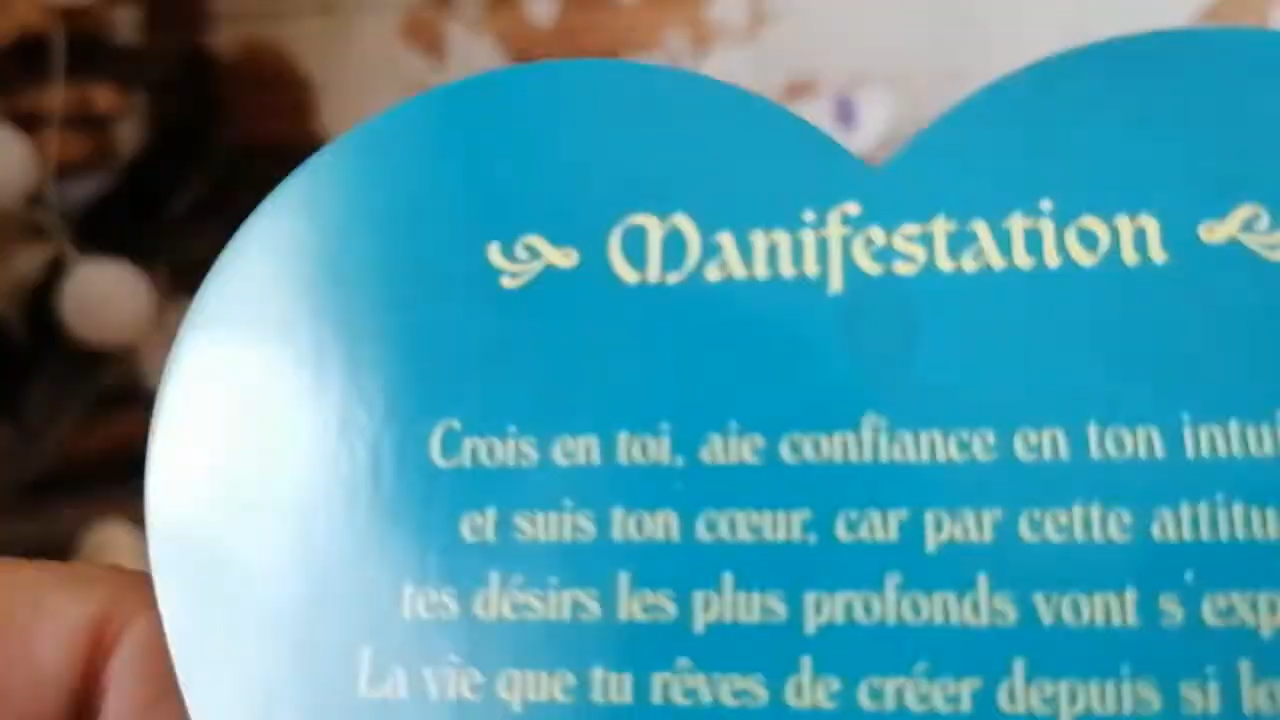 Manifestation
Crois en toi, aie confiance en ton
et suis ton cœur, car par cette
tes désirs les plus profonds vont
La vie que tu rêves de créer depuis si